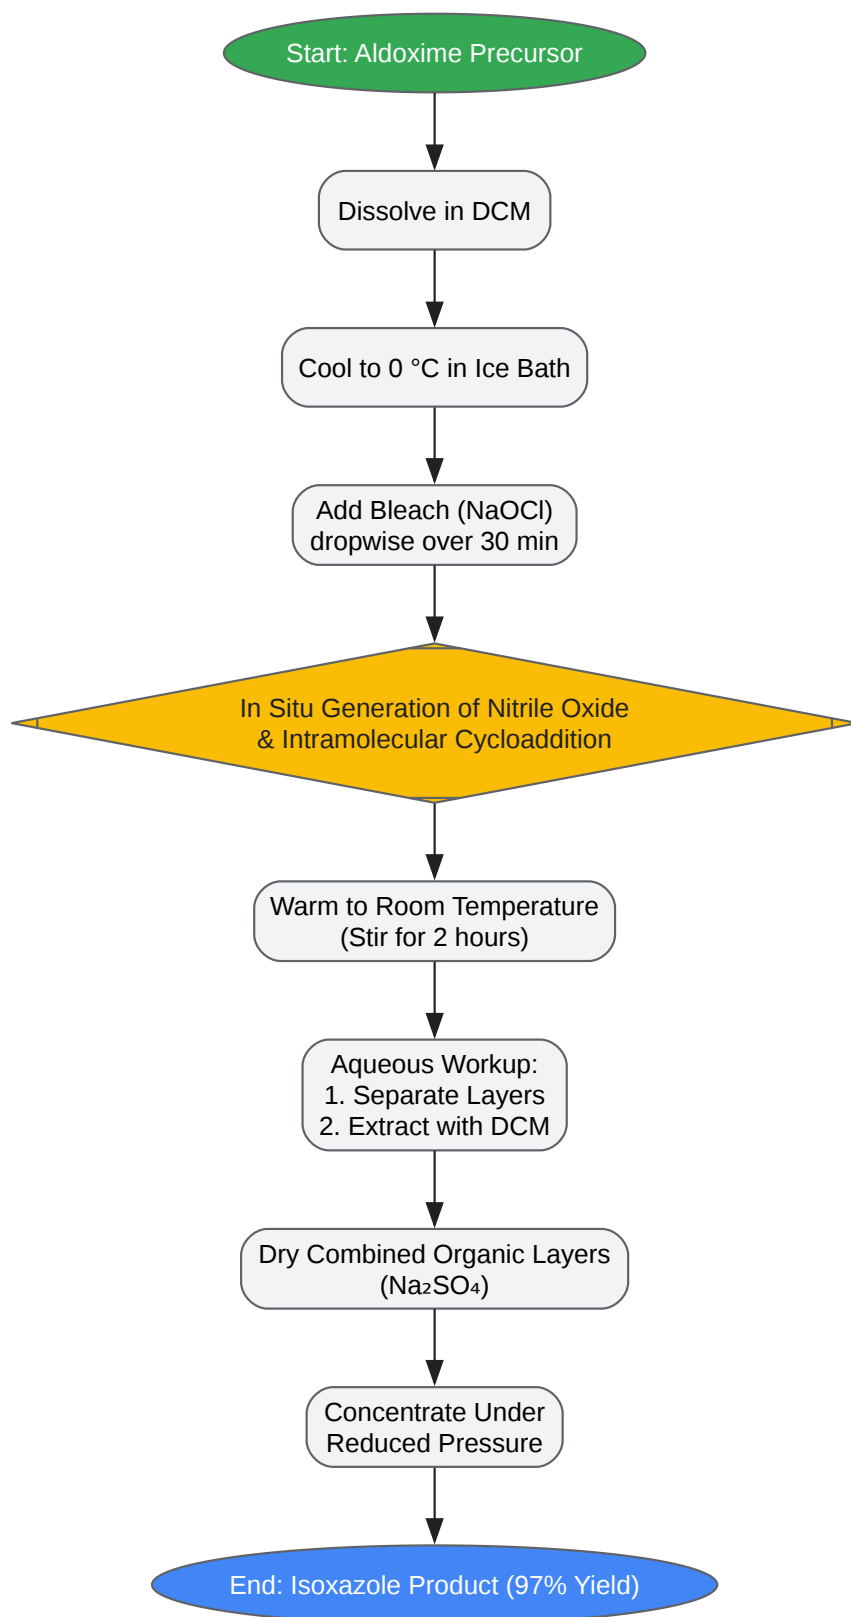 Start: Aldoxime Precursor
Dissolve in DCM
Cool to 0 °C in Ice Bath
Add Bleach (NaOCl)
dropwise over 30 min
In Situ Generation of Nitrile Oxide
& Intramolecular Cycloaddition
Warm to Room Temperature
(Stir for 2 hours)
Aqueous Workup:
1. Separate Layers
2. Extract with DCM
Dry Combined Organic Layers
(Na₂SO₄)
Concentrate Under
Reduced Pressure
End: Isoxazole Product (97% Yield)